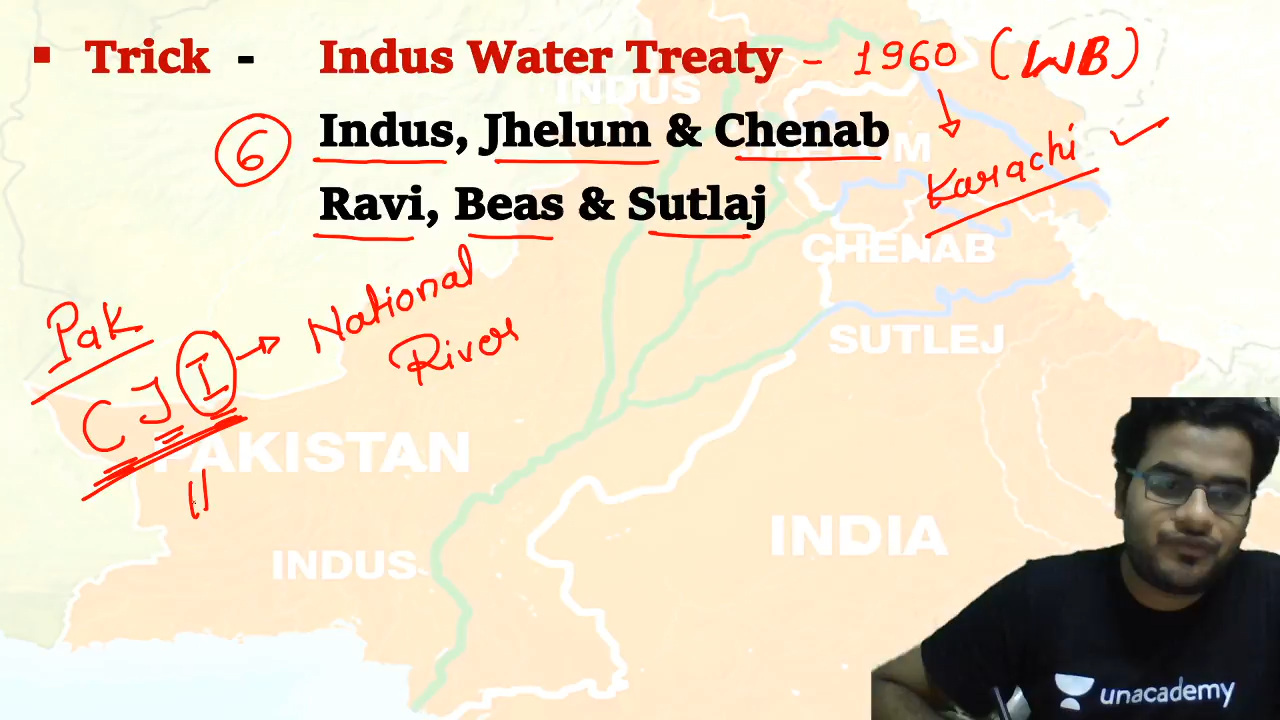 ▪ Trick - Indus Water Treaty - 1960 (WB)
6 Indus, Jhelum & Chenab
Karachi ✓
Ravi, Beas & Sutlaj
Pak
C J I → National River
INDUS
JHELUM
CHENAB
SUTLEJ
PAKISTAN
INDUS
INDIA
unacademy